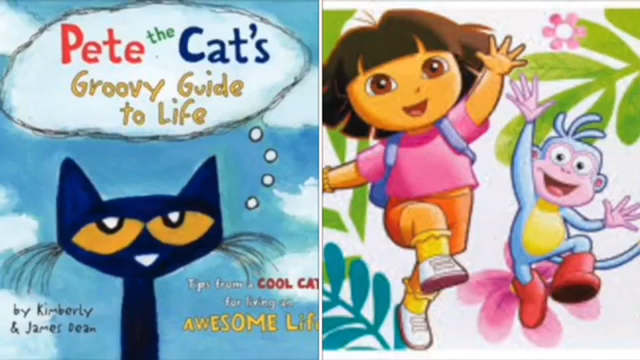 Pete the Cat's
Groovy Guide
to Life
Tips from a COOL CAT
for living an
AWESOME Life
by Kimberly
& James Dean